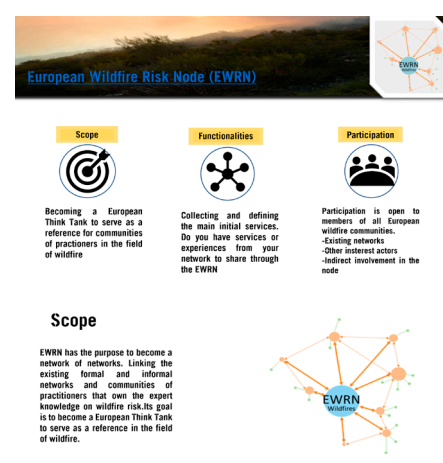 European Wildfire Risk Node (EWRN)
EWRN
Wildfires
Scope
Functionalities
Participation
Becoming a European
Think Tank to serve as a
reference for communities
of practioners in the field
of wildfire
Collecting and defining
the main initial services.
Do you have services or
experiences from your
network to share through
the EWRN
Participation is open to
members of all European
wildfire communities.
-Existing networks
-Other insterest actors
-Indirect involvement in the
node
Scope
EWRN has the purpose to become a
network of networks. Linking the
existing formal and informal
networks and communities of
practitioners that own the expert
knowledge on wildfire risk.Its goal
is to become a European Think Tank
to serve as a reference in the field
of wildfire.
EWRN
Wildfires